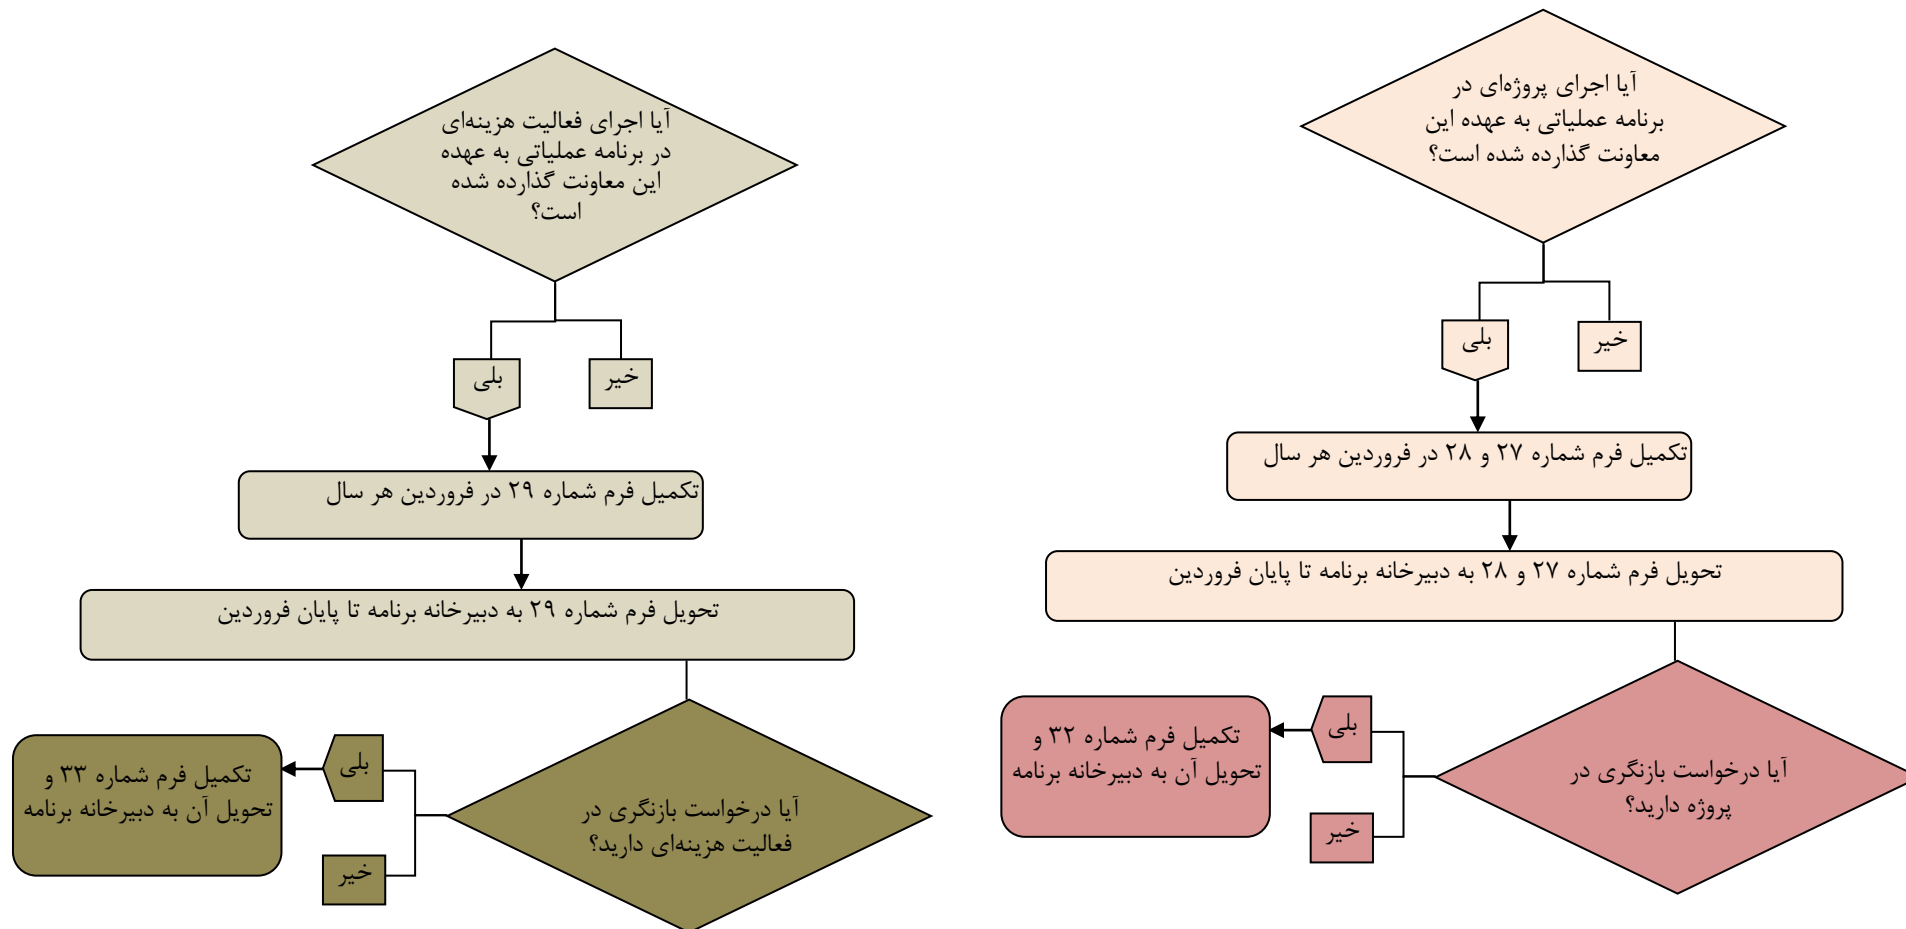 آیا اجرای پروژه‌ای در
برنامه عملیاتی به عهده این
معاونت گذارده شده است؟
بلی
خیر
تکمیل فرم شماره ۲۷ و ۲۸ در فروردین هر سال
تحویل فرم شماره ۲۷ و ۲۸ به دبیرخانه برنامه تا پایان فروردین
آیا درخواست بازنگری در
پروژه دارید؟
بلی
خیر
تکمیل فرم شماره ۳۲ و
تحویل آن به دبیرخانه برنامه
آیا اجرای فعالیت هزینه‌ای
در برنامه عملیاتی به عهده
این معاونت گذارده شده
است؟
بلی
خیر
تکمیل فرم شماره ۲۹ در فروردین هر سال
تحویل فرم شماره ۲۹ به دبیرخانه برنامه تا پایان فروردین
آیا درخواست بازنگری در
فعالیت هزینه‌ای دارید؟
بلی
خیر
تکمیل فرم شماره ۳۳ و
تحویل آن به دبیرخانه برنامه